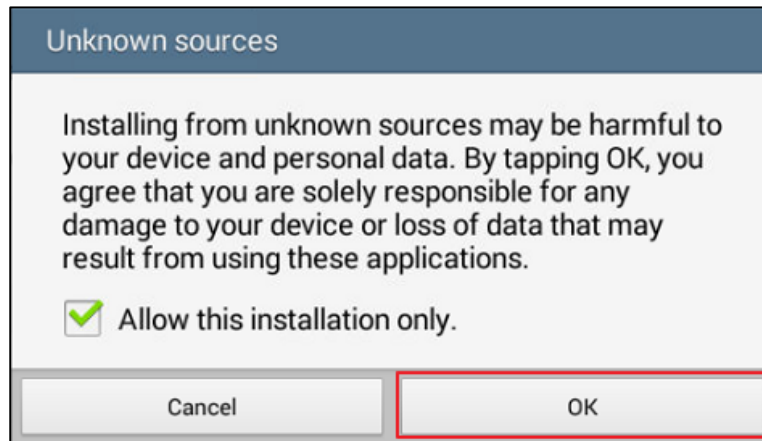 Unknown sources
Installing from unknown sources may be harmful to
your device and personal data. By tapping OK, you
agree that you are solely responsible for any
damage to your device or loss of data that may
result from using these applications.
Allow this installation only.
Cancel
OK